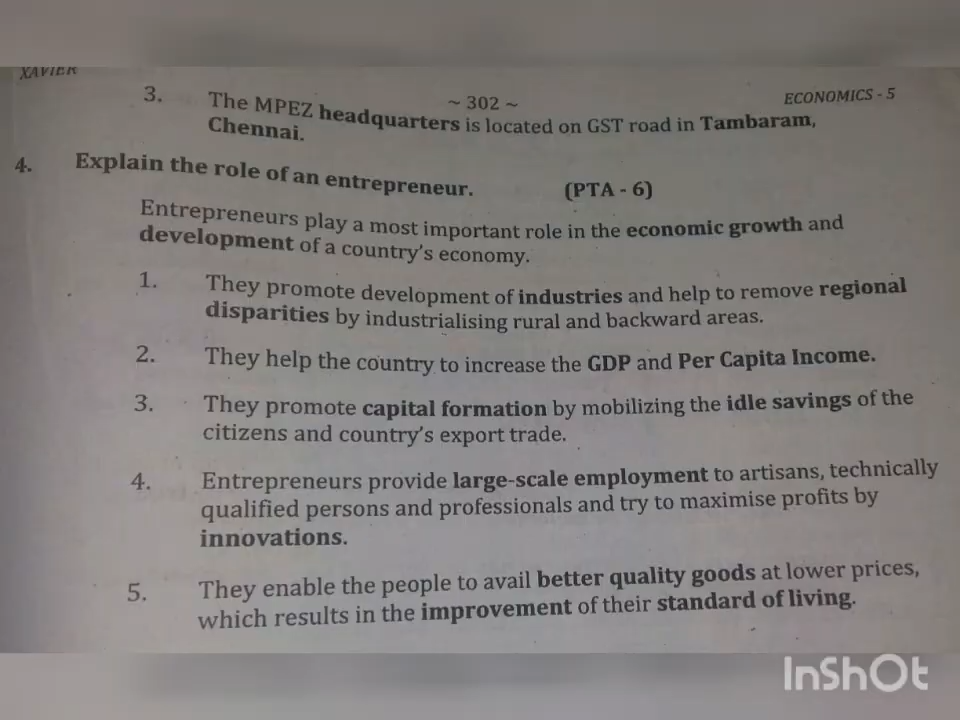 XAVIER
~ 302 ~
ECONOMICS - 5
3. The MPEZ headquarters is located on GST road in Tambaram,
Chennai.
4. Explain the role of an entrepreneur. (PTA - 6)
Entrepreneurs play a most important role in the economic growth and
development of a country's economy.
1. They promote development of industries and help to remove regional
disparities by industrialising rural and backward areas.
2. They help the country to increase the GDP and Per Capita Income.
3. They promote capital formation by mobilizing the idle savings of the
citizens and country's export trade.
4. Entrepreneurs provide large-scale employment to artisans, technically
qualified persons and professionals and try to maximise profits by
innovations.
5. They enable the people to avail better quality goods at lower prices,
which results in the improvement of their standard of living.
InShOt